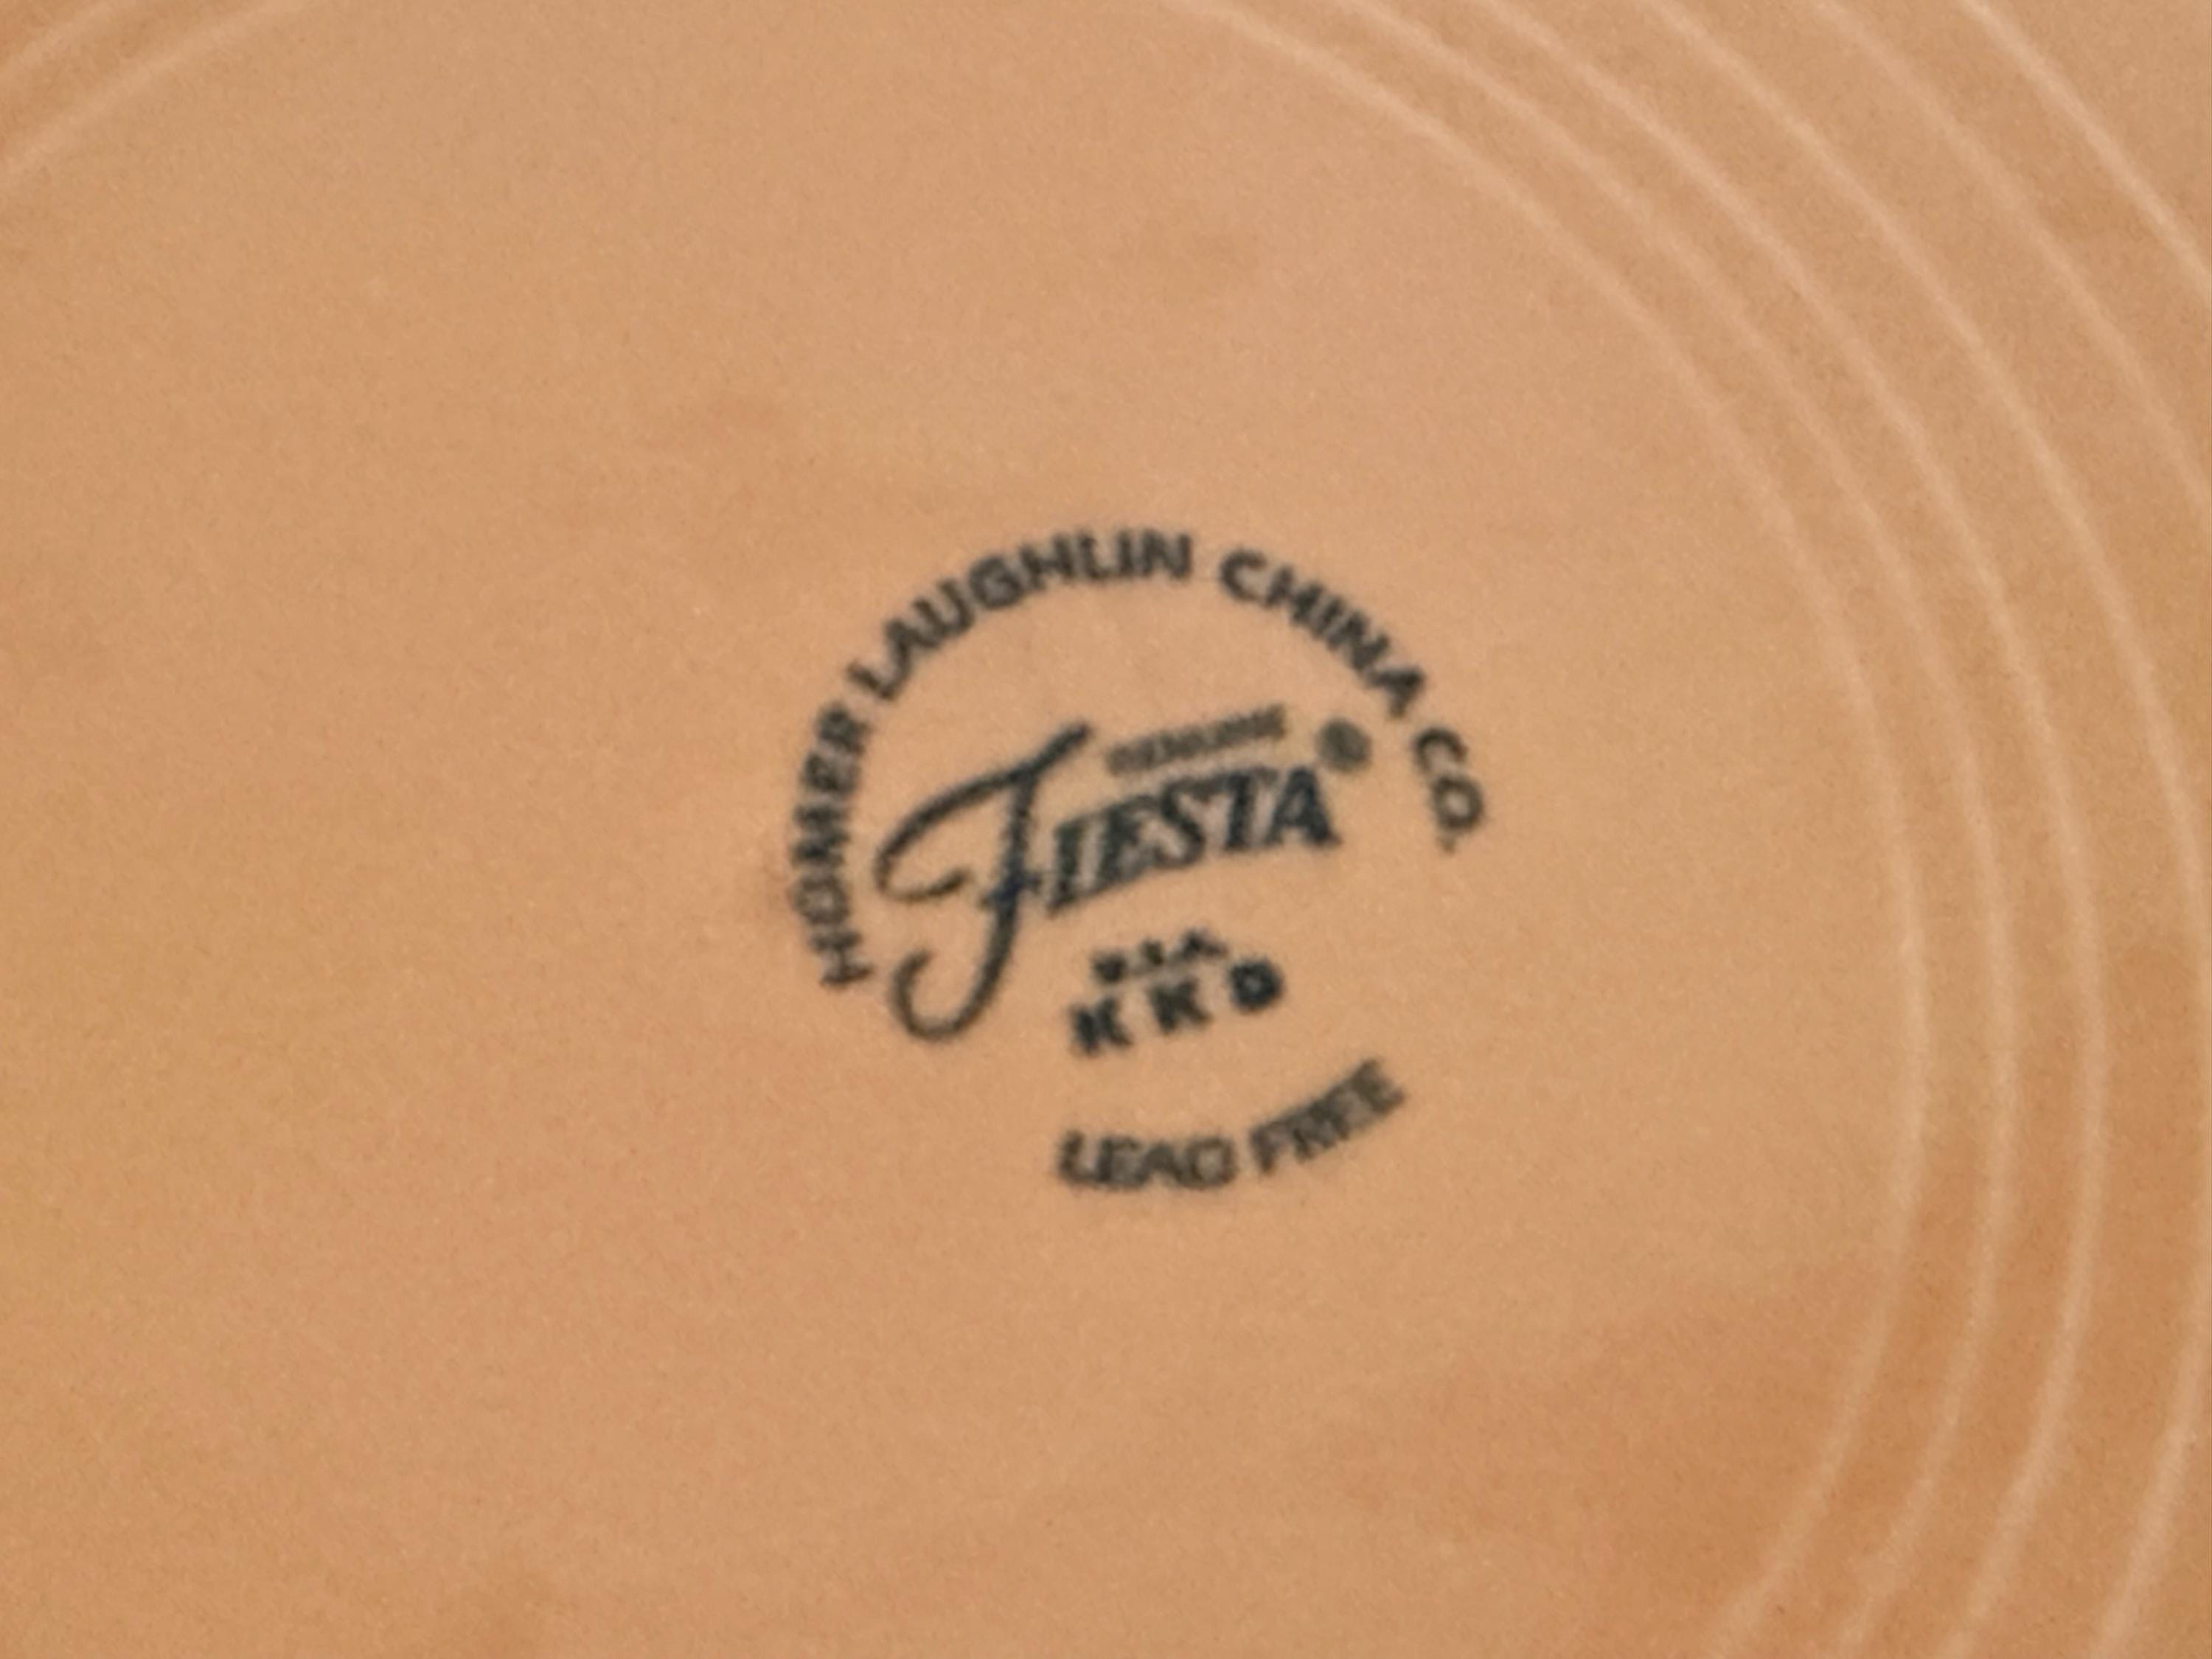 HOMER LAUGHLIN CHINA CO.
GENUINE
FIESTA®
U.S.A.
K K D
LEAD FREE